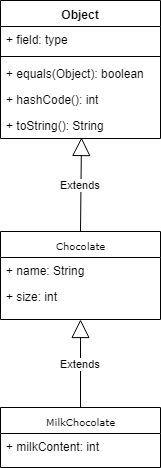 Object
+ field: type
+ equals(Object): boolean
+ hashCode(): int
+ toString(): String
Extends
Chocolate
+ name: String
+ size: int
Extends
MilkChocolate
+ milkContent: int